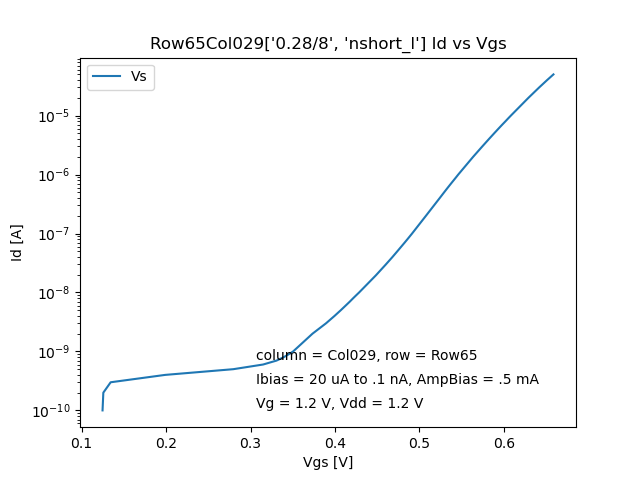 Row65Col029['0.28/8', 'nshort_l'] Id vs Vgs
Vs
10⁻⁵
10⁻⁶
10⁻⁷
10⁻⁸
10⁻⁹
10⁻¹⁰
Id [A]
column = Col029, row = Row65
Ibias = 20 uA to .1 nA, AmpBias = .5 mA
Vg = 1.2 V, Vdd = 1.2 V
0.1 0.2 0.3 0.4 0.5 0.6
Vgs [V]